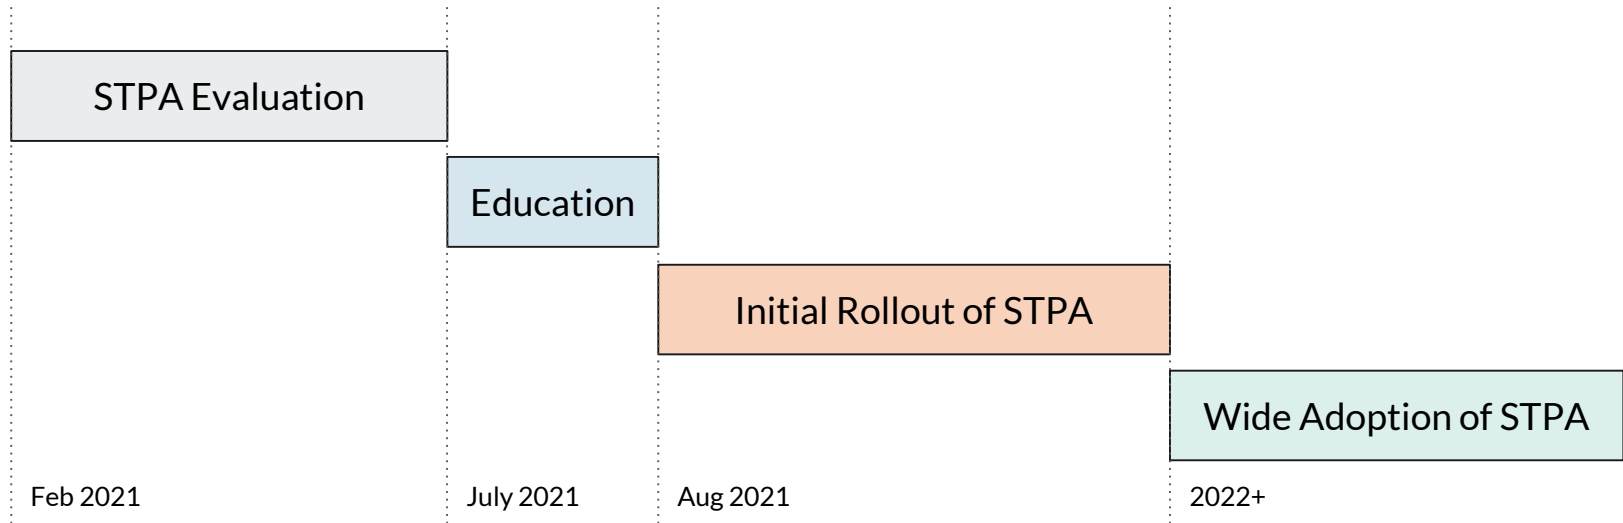 STPA Evaluation
Education
Initial Rollout of STPA
Wide Adoption of STPA
Feb 2021
July 2021
Aug 2021
2022+